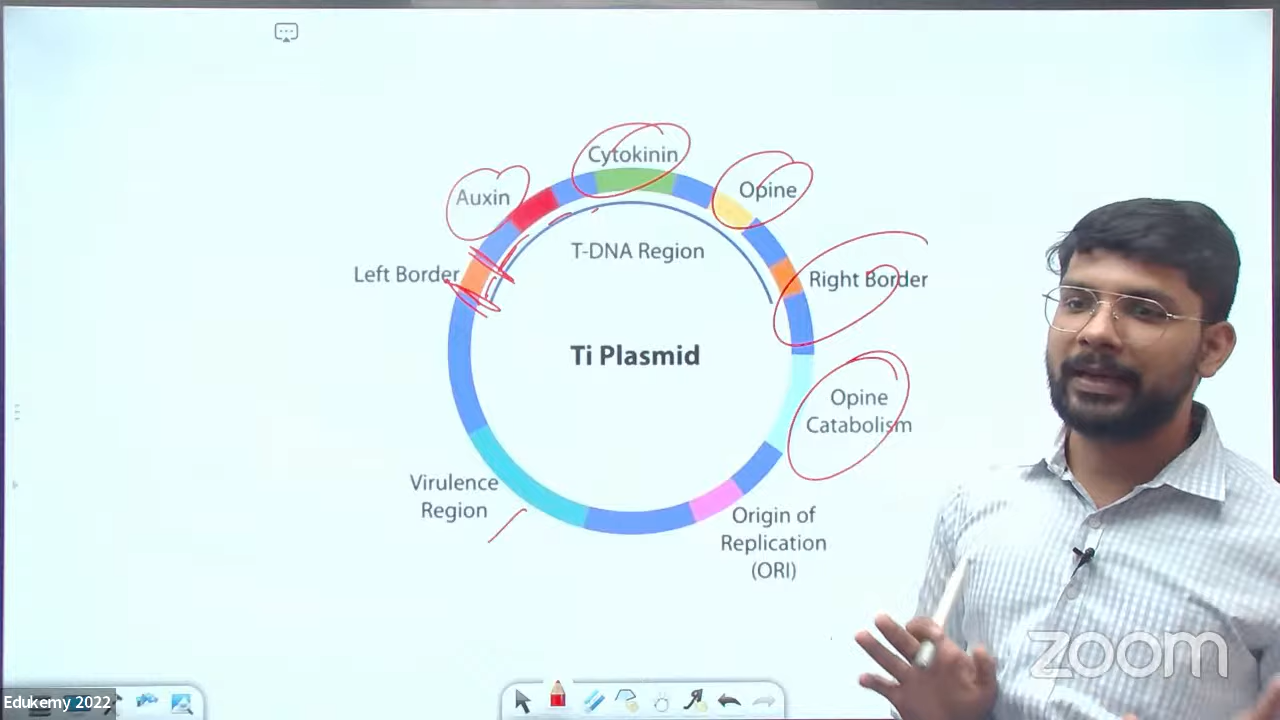 Cytokinin
Auxin
Opine
T-DNA Region
Left Border
Right Border
Ti Plasmid
Opine
Catabolism
Virulence
Region
Origin of
Replication
(ORI)
zoom
Edukemy 2022